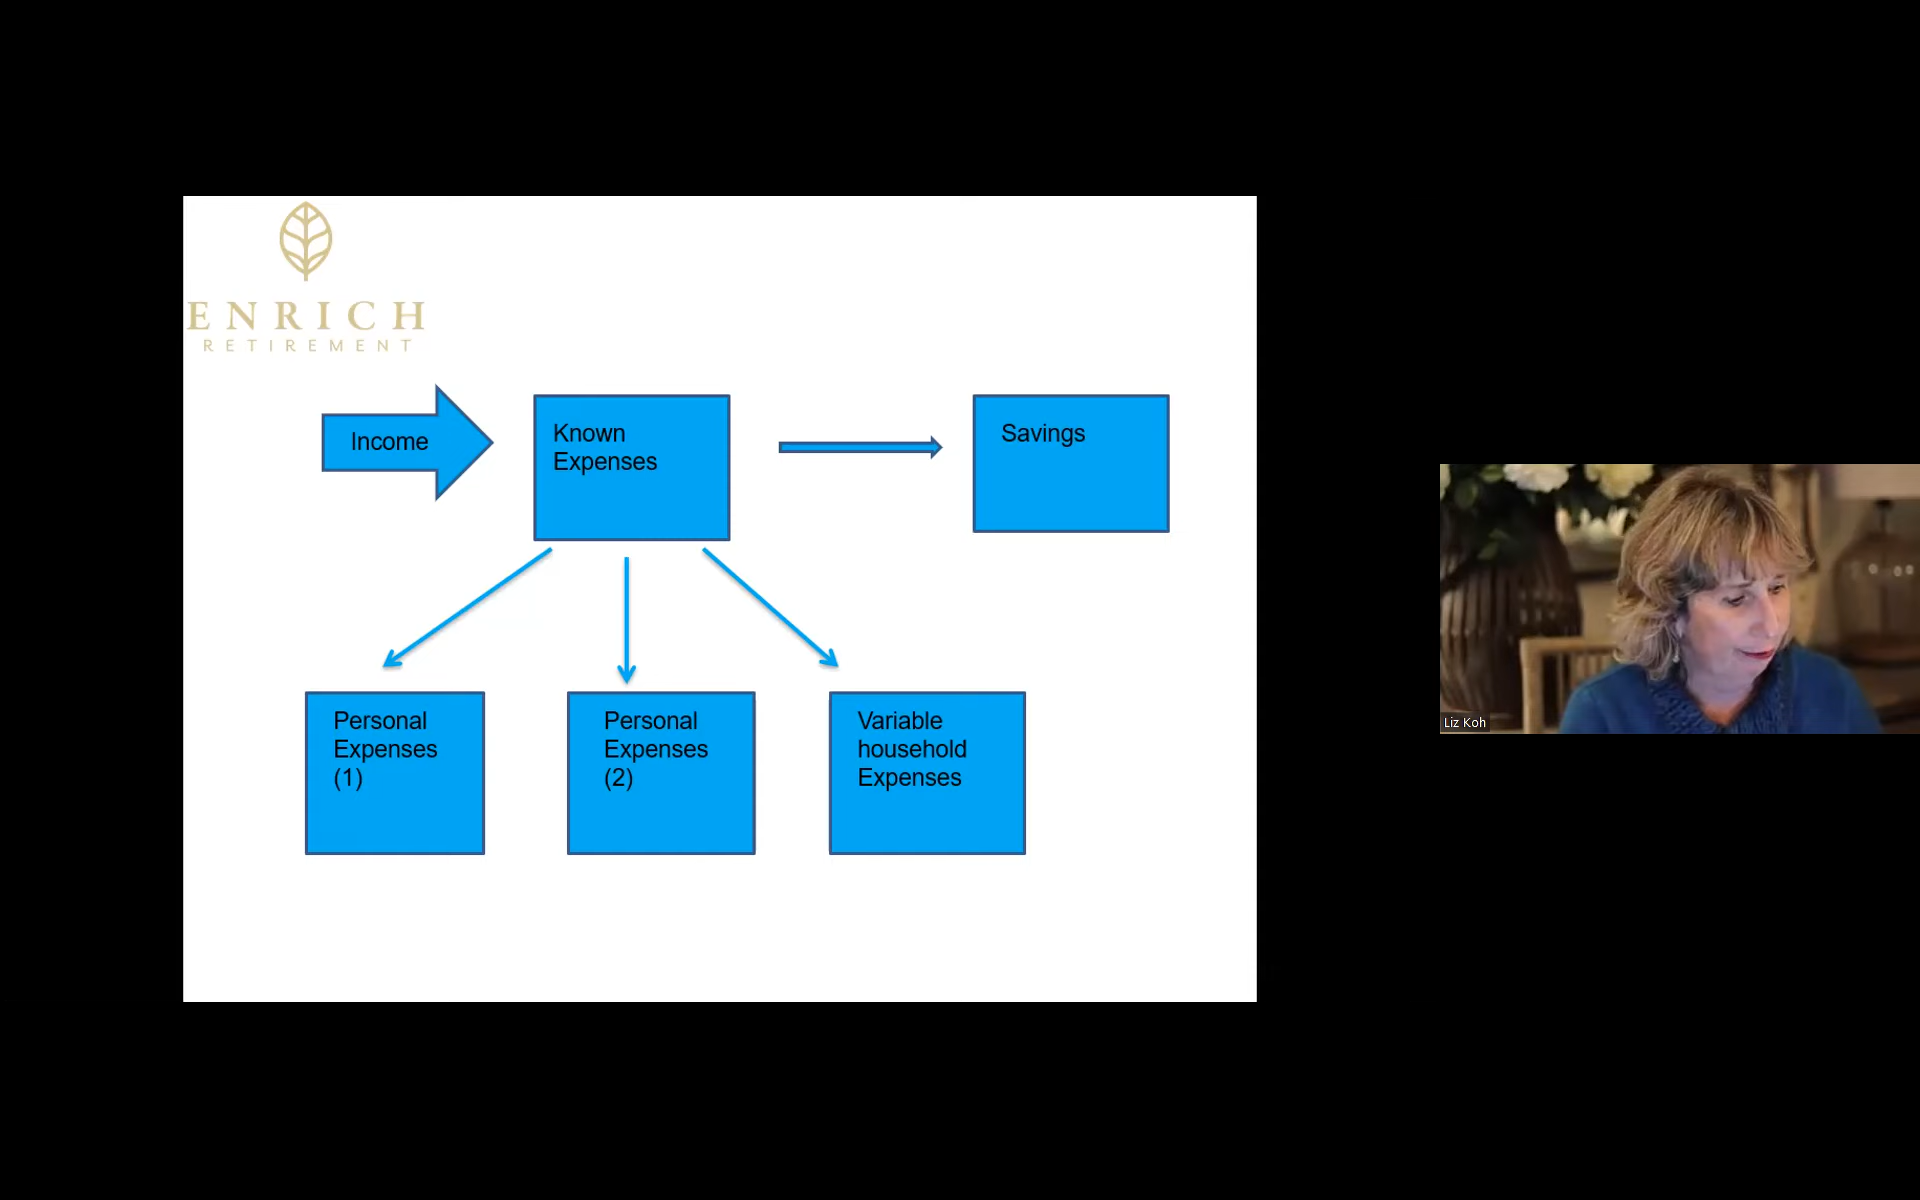 ENRICH
RETIREMENT
Income
Known
Expenses
Savings
Personal
Expenses
(1)
Personal
Expenses
(2)
Variable
household
Expenses
Liz Koh